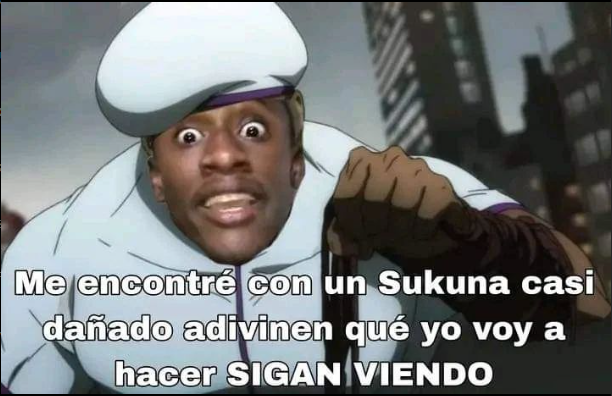 Me encontré con un Sukuna casi
dañado adivinen qué yo voy a
hacer SIGAN VIENDO